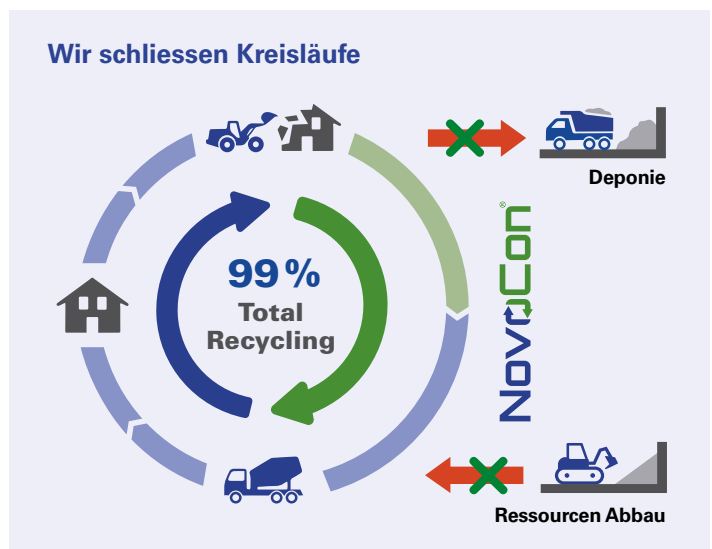 Wir schliessen Kreisläufe
Deponie
99 %
Total
Recycling
NovoCon®
Ressourcen Abbau